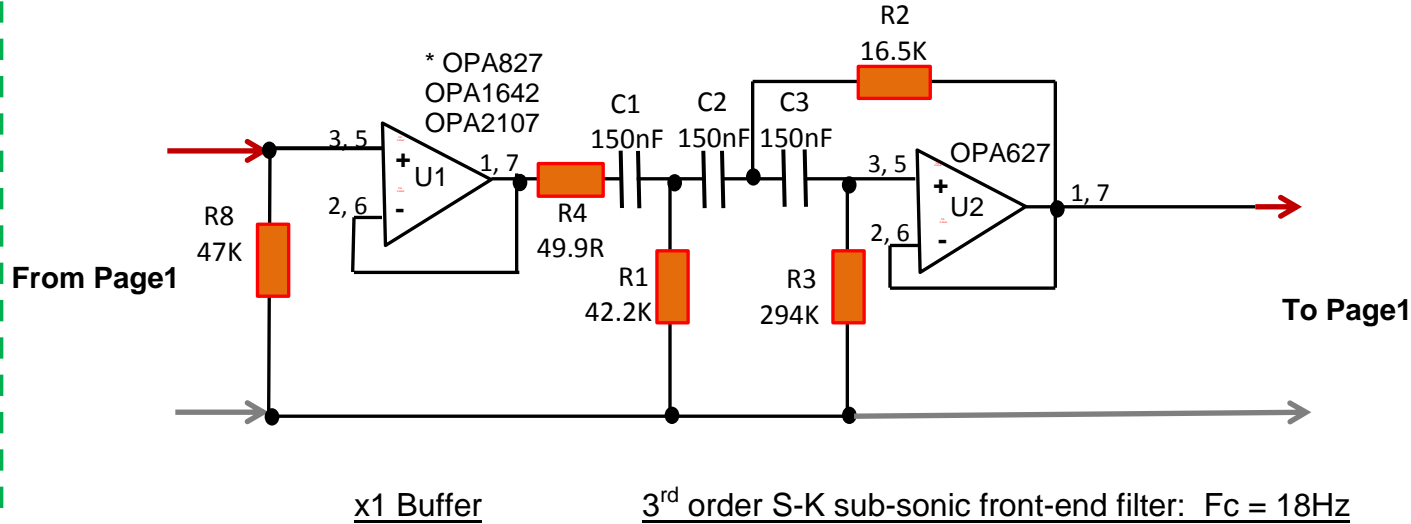 R2
16.5K
* OPA827
OPA1642
OPA2107
C1
C2
C3
150nF
150nF
150nF
3, 5
+
U1
1, 7
2, 6
-
R4
49.9R
R8
47K
From Page1
R1
42.2K
R3
294K
3, 5
OPA627
+
U2
1, 7
2, 6
-
To Page1
x1 Buffer
3rd order S-K sub-sonic front-end filter: Fc = 18Hz